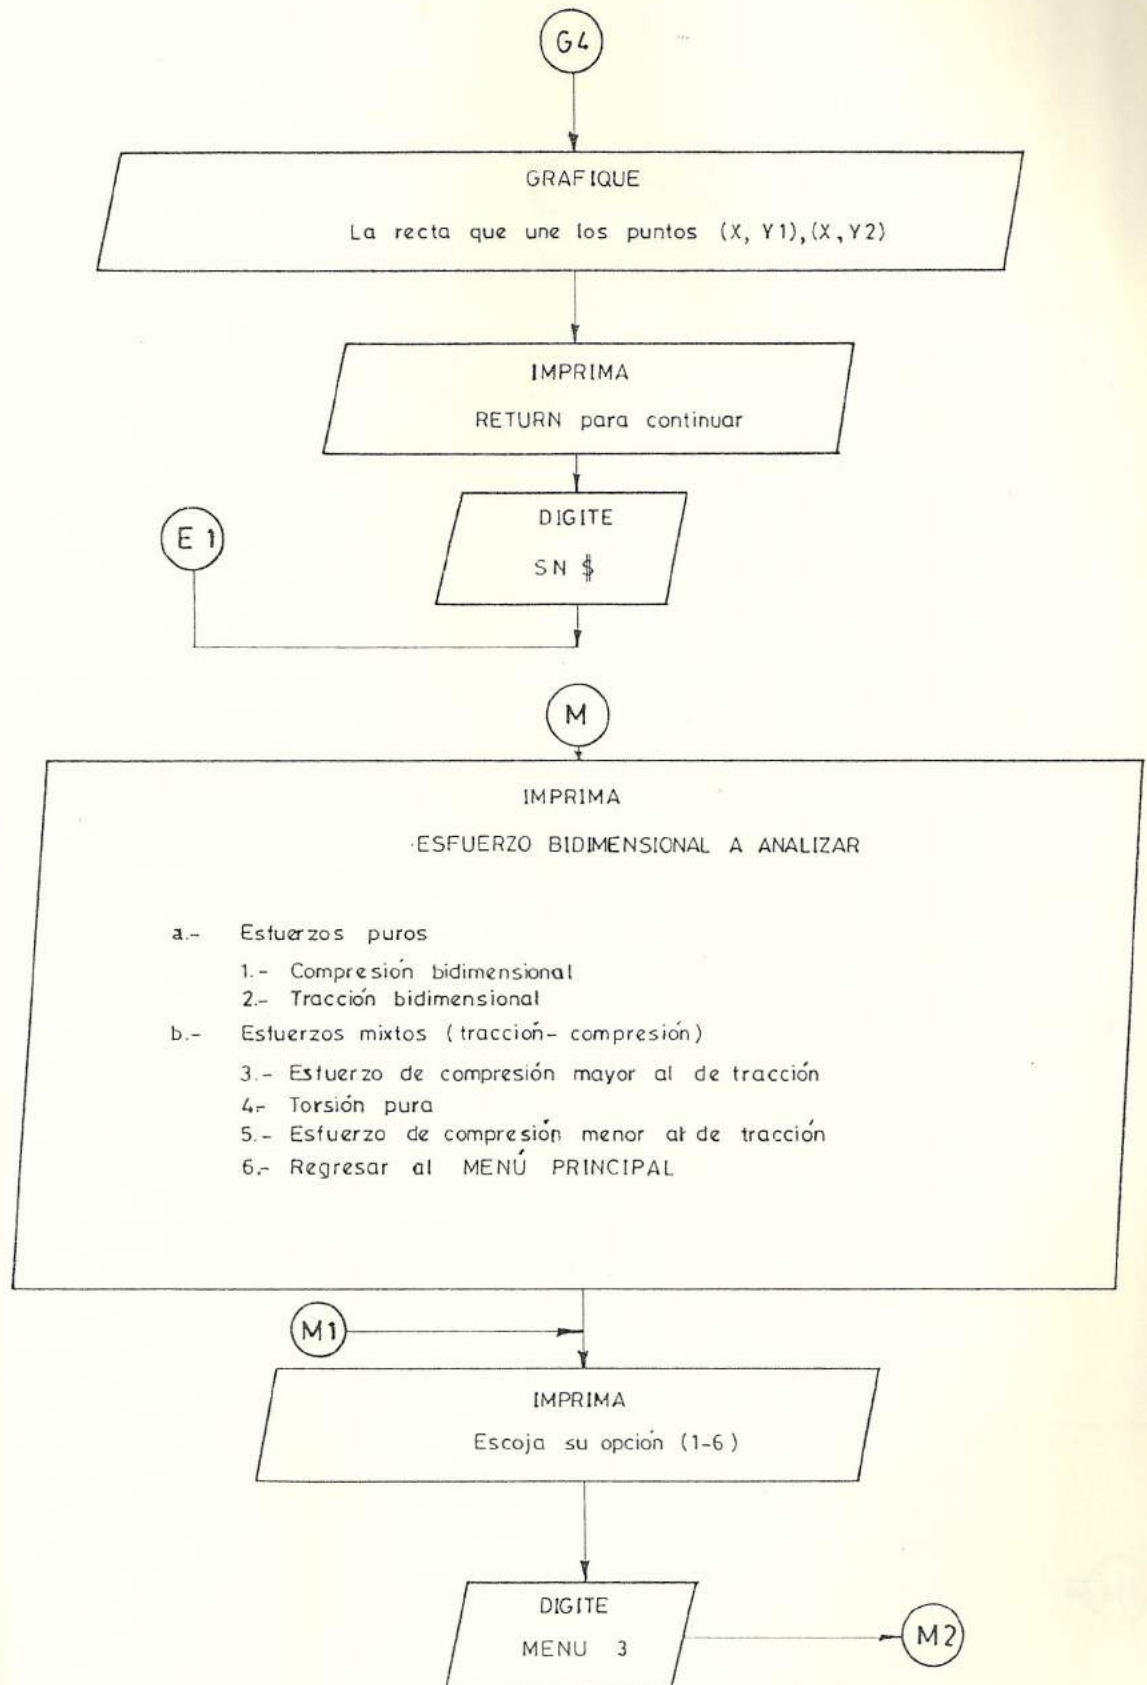 G4
GRAFIQUE
La recta que une los puntos (X, Y1),(X,Y2)
IMPRIMA
RETURN para continuar
DIGITE
SN $
E 1
M
IMPRIMA
ESFUERZO BIDIMENSIONAL A ANALIZAR
a.- Esfuerzos puros
1.- Compresión bidimensional
2.- Tracción bidimensional
b.- Esfuerzos mixtos (tracción- compresión)
3.- Esfuerzo de compresión mayor al de tracción
4.- Torsión pura
5.- Esfuerzo de compresión menor al de tracción
6.- Regresar al MENÚ PRINCIPAL
M1
IMPRIMA
Escoja su opción (1-6)
DIGITE
MENU 3
M2